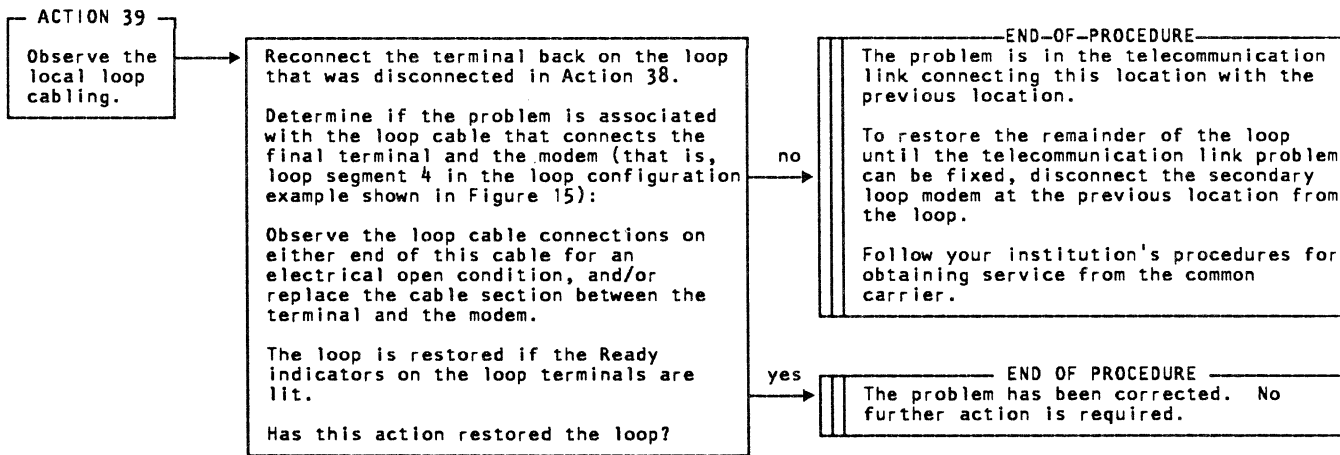 ACTION 39
Observe the
local loop
cabling.
Reconnect the terminal back on the loop
that was disconnected in Action 38.
Determine if the problem is associated
with the loop cable that connects the
final terminal and the modem (that is,
loop segment 4 in the loop configuration
example shown in Figure 15):
Observe the loop cable connections on
either end of this cable for an
electrical open condition, and/or
replace the cable section between the
terminal and the modem.
The loop is restored if the Ready
indicators on the loop terminals are
lit.
Has this action restored the loop?
no
END-OF-PROCEDURE
The problem is in the telecommunication
link connecting this location with the
previous location.
To restore the remainder of the loop
until the telecommunication link problem
can be fixed, disconnect the secondary
loop modem at the previous location from
the loop.
Follow your institution's procedures for
obtaining service from the common
carrier.
yes
END OF PROCEDURE
The problem has been corrected. No
further action is required.